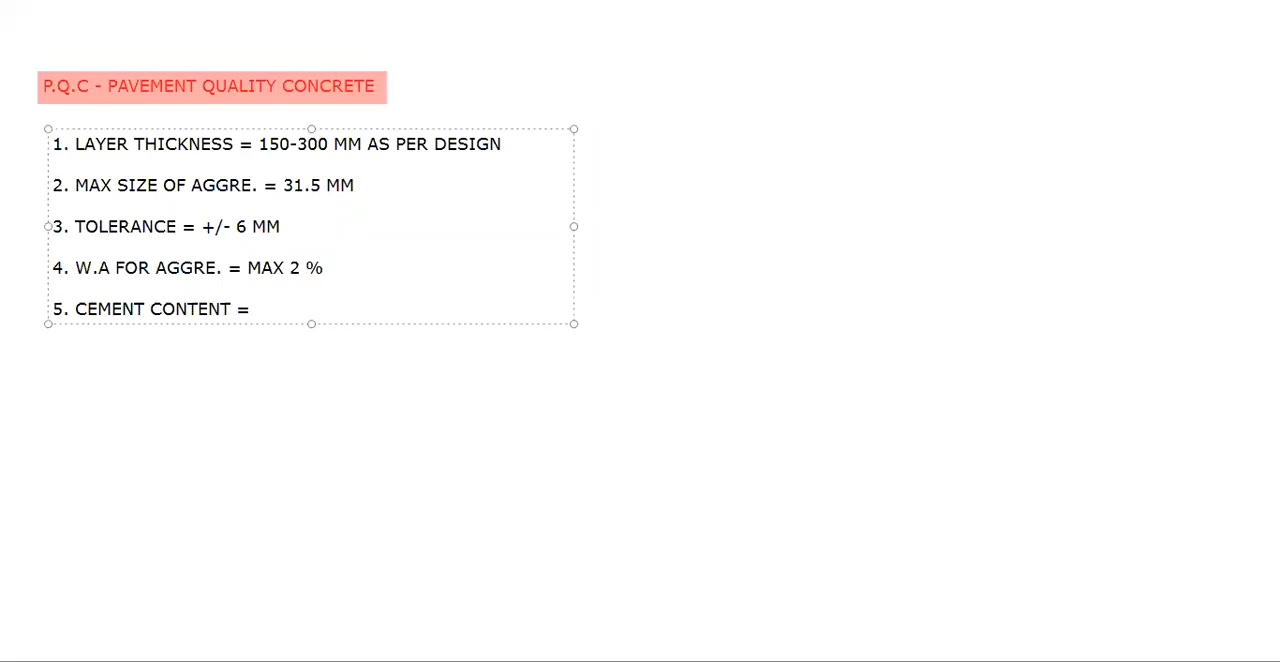 P.Q.C - PAVEMENT QUALITY CONCRETE
1. LAYER THICKNESS = 150-300 MM AS PER DESIGN
2. MAX SIZE OF AGGRE. = 31.5 MM
3. TOLERANCE = +/- 6 MM
4. W.A FOR AGGRE. = MAX 2 %
5. CEMENT CONTENT =